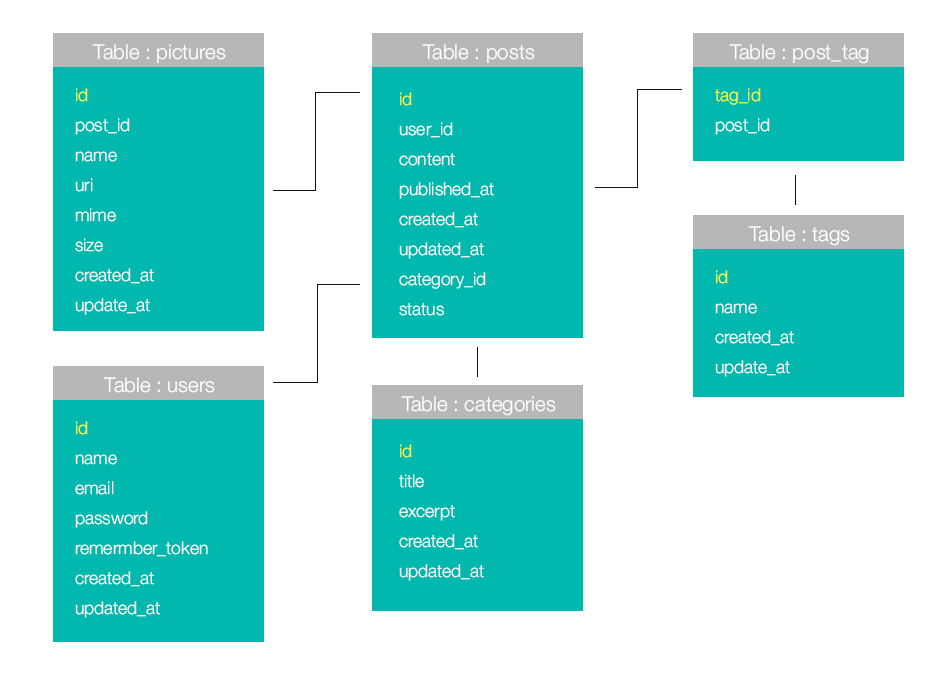 Table : pictures
id
post_id
name
uri
mime
size
created_at
update_at
Table : posts
id
user_id
content
published_at
created_at
updated_at
category_id
status
Table : post_tag
tag_id
post_id
Table : tags
id
name
created_at
update_at
Table : users
id
name
email
password
remermber_token
created_at
updated_at
Table : categories
id
title
excerpt
created_at
updated_at